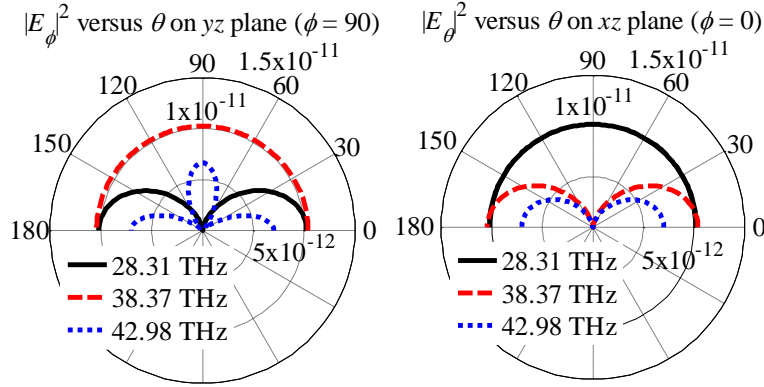 |E_ϕ|² versus θ on yz plane (ϕ = 90)
90
1.5x10⁻¹¹
120
60
1x10⁻¹¹
150
30
180
0
5x10⁻¹²
28.31 THz
38.37 THz
42.98 THz
|E_θ|² versus θ on xz plane (ϕ = 0)
90
1.5x10⁻¹¹
120
60
1x10⁻¹¹
150
30
180
0
5x10⁻¹²
28.31 THz
38.37 THz
42.98 THz